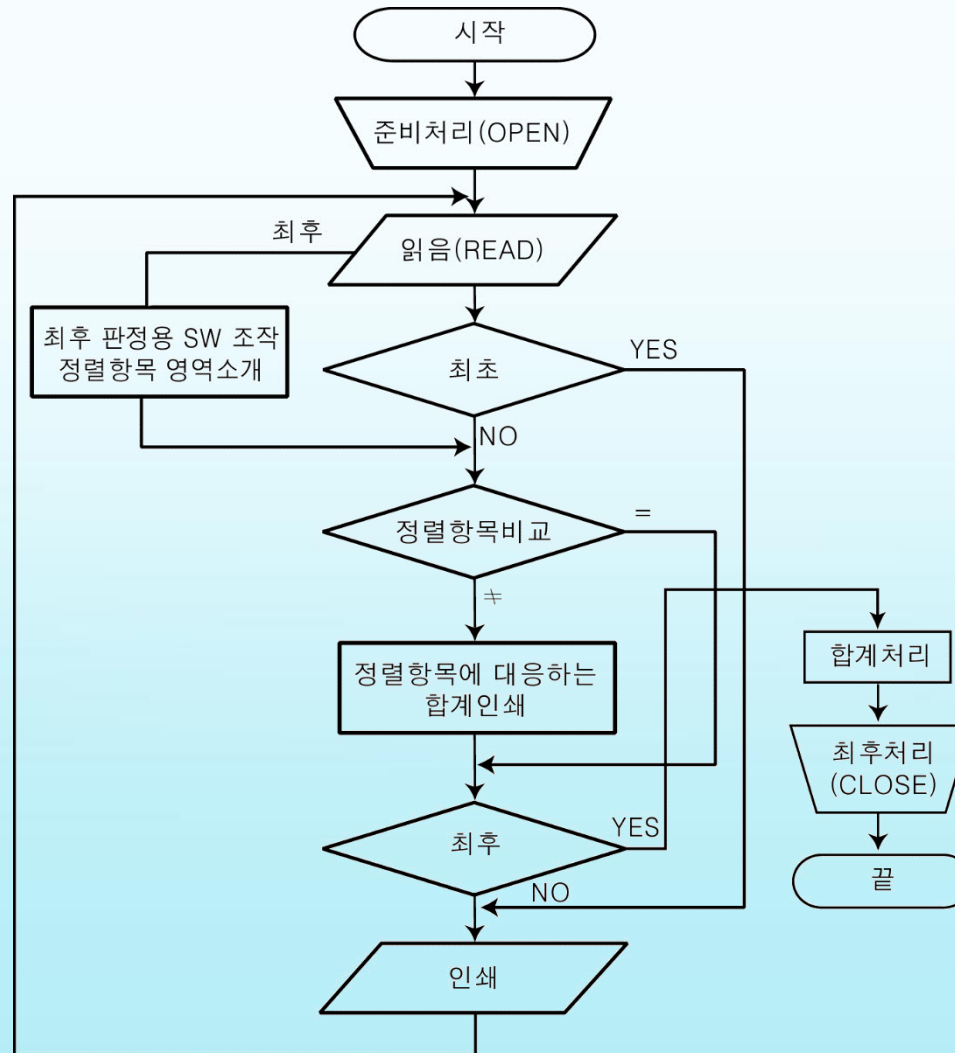 시작
준비처리(OPEN)
최후
읽음(READ)
최후 판정용 SW 조작
정렬항목 영역소개
최초
YES
NO
정렬항목비교
=
≠
정렬항목에 대응하는
합계인쇄
합계처리
최후처리
(CLOSE)
최후
YES
끝
NO
인쇄